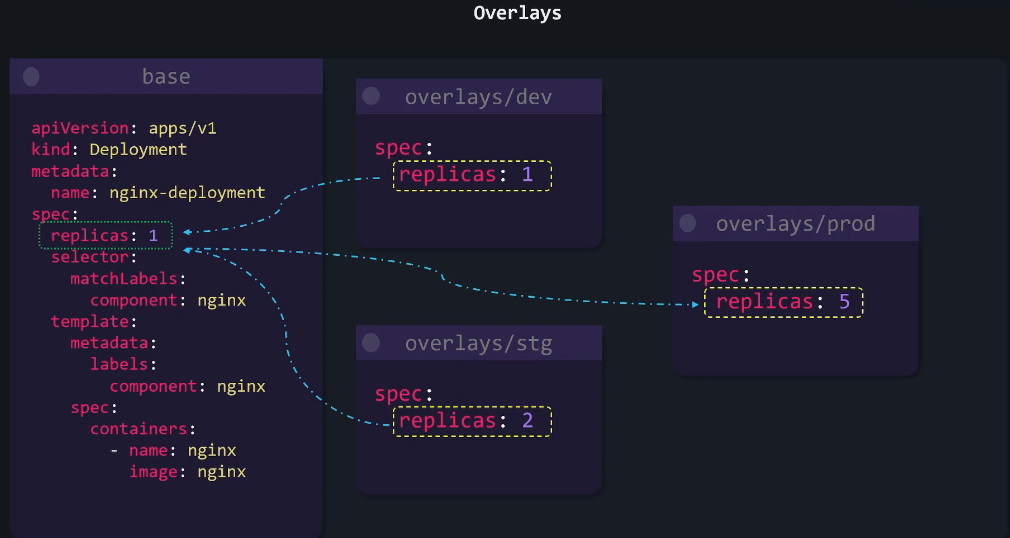 Overlays
base
apiVersion: apps/v1
kind: Deployment
metadata:
name: nginx-deployment
spec:
replicas: 1
selector:
matchLabels:
component: nginx
template:
metadata:
labels:
component: nginx
spec:
containers:
- name: nginx
image: nginx
overlays/dev
spec:
replicas: 1
overlays/stg
spec:
replicas: 2
overlays/prod
spec:
replicas: 5